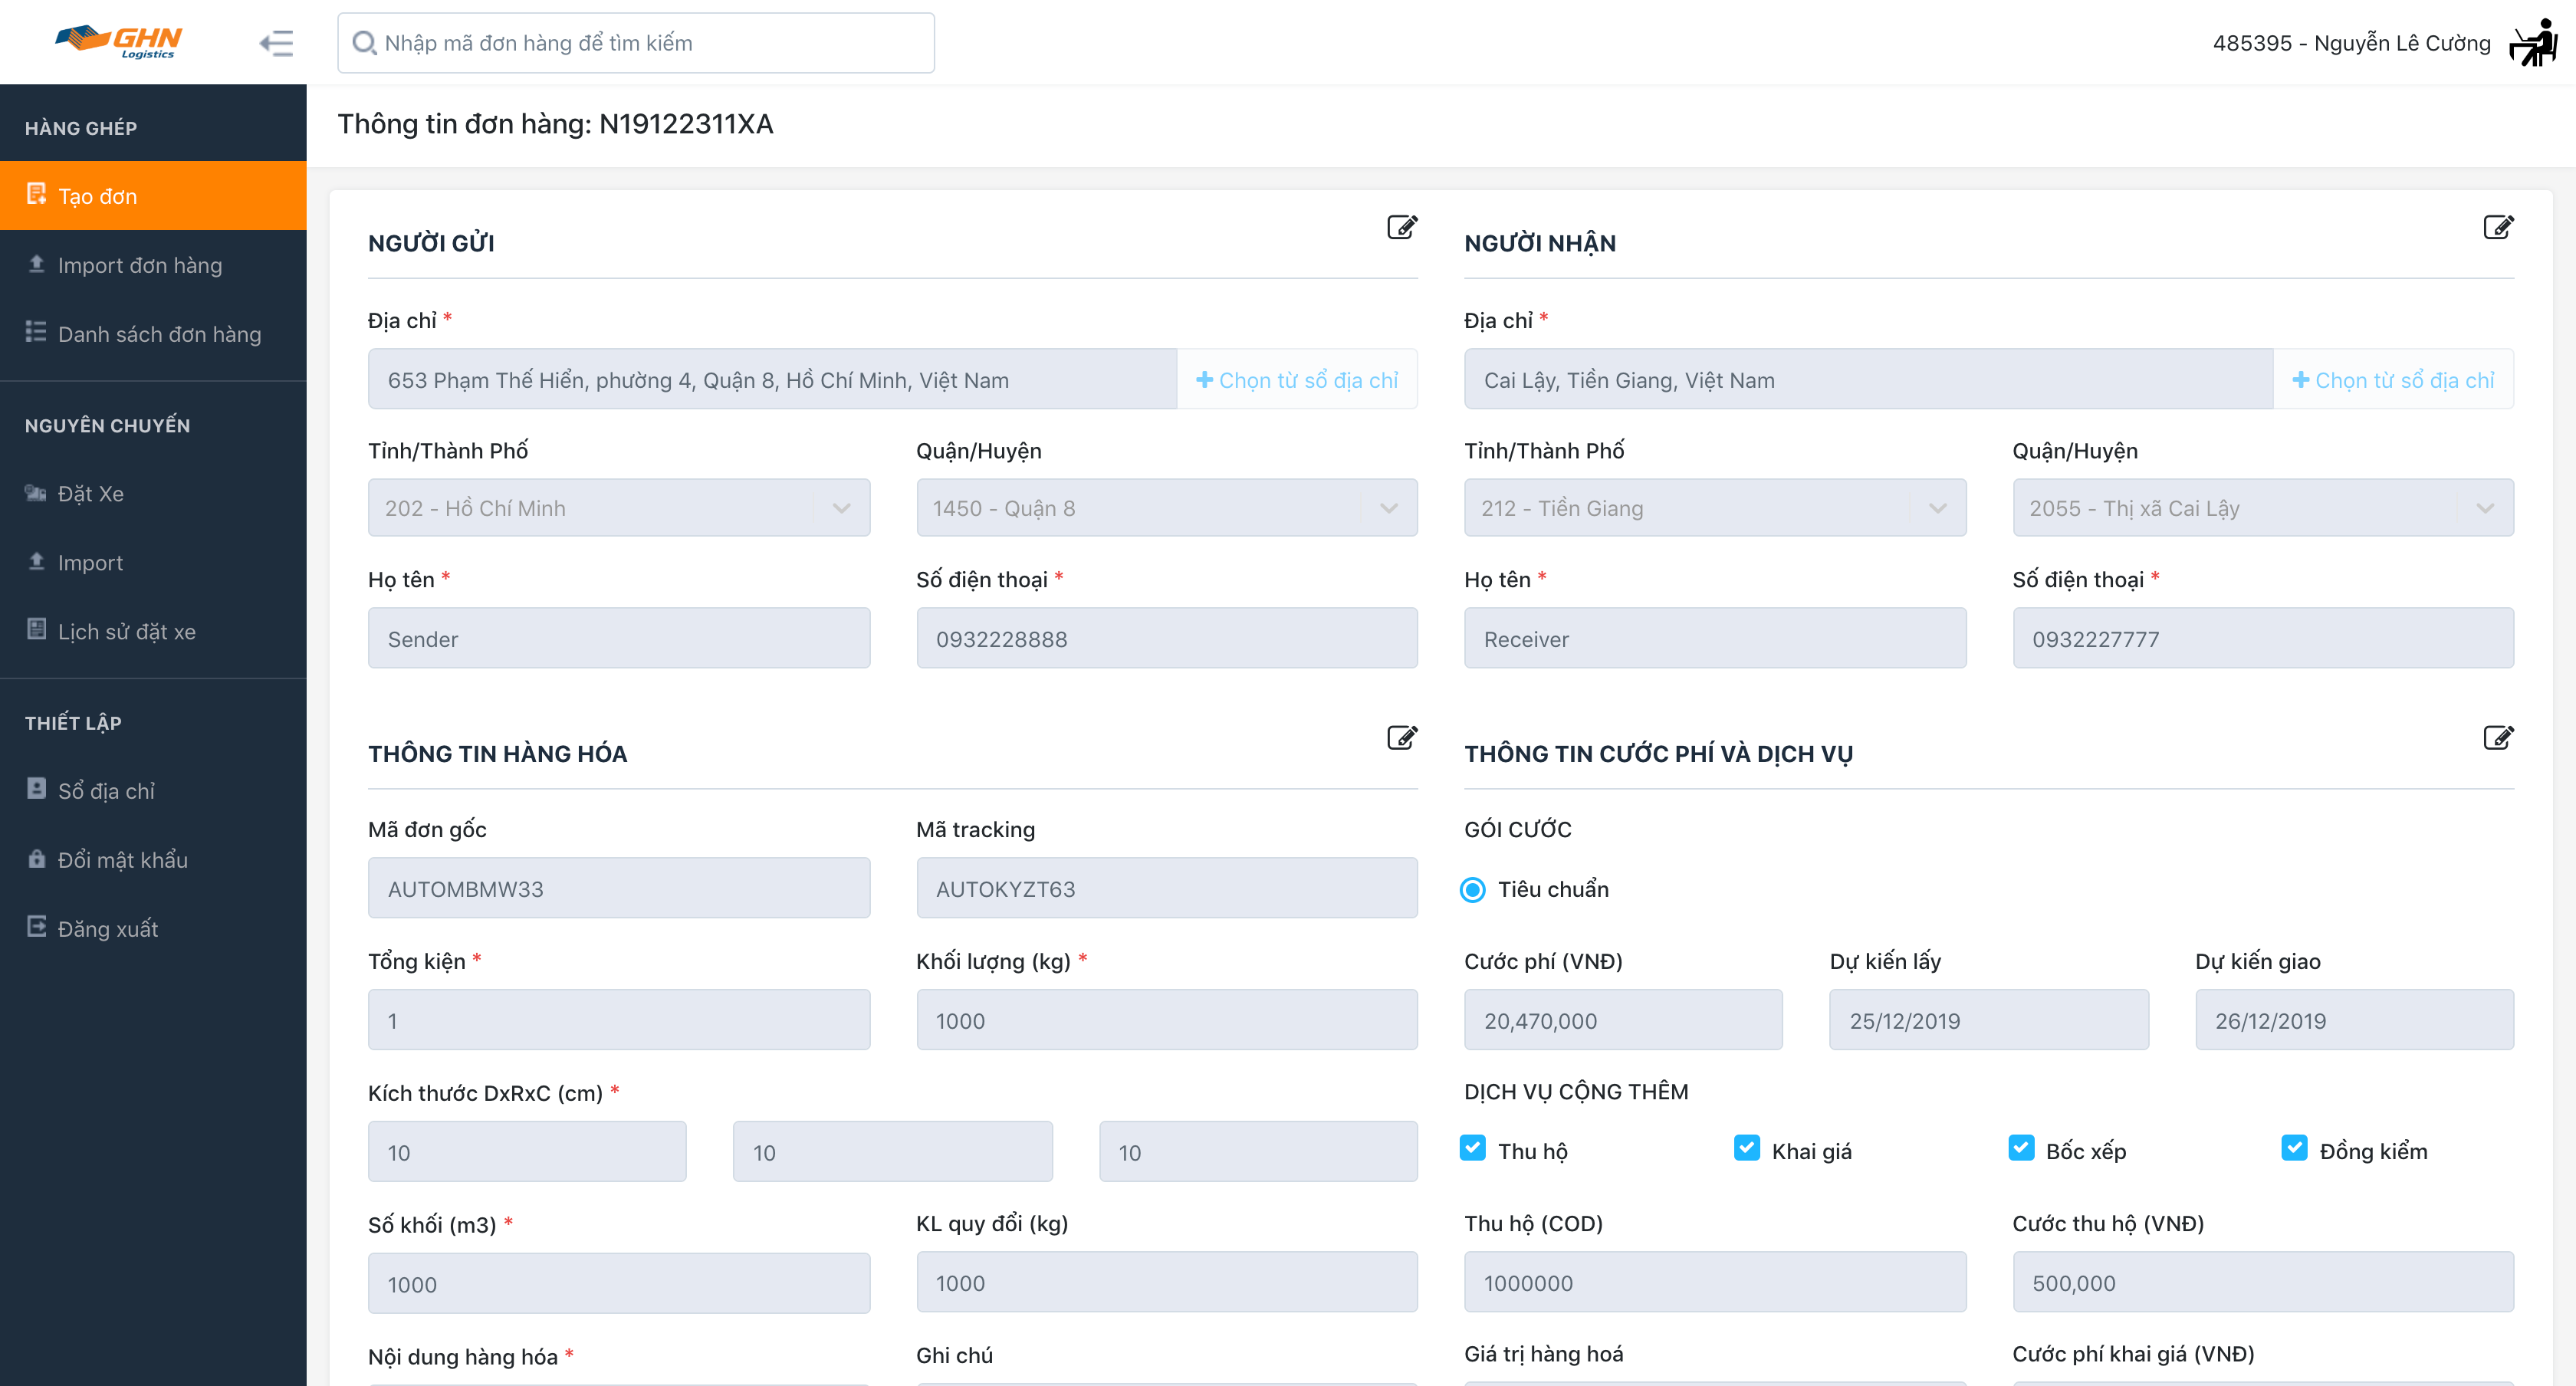 GHN
Logistics
Nhập mã đơn hàng để tìm kiếm
485395 - Nguyễn Lê Cường
HÀNG GHÉP
Tạo đơn
Import đơn hàng
Danh sách đơn hàng
NGUYÊN CHUYẾN
Đặt Xe
Import
Lịch sử đặt xe
THIẾT LẬP
Sổ địa chỉ
Đổi mật khẩu
Đăng xuất
Thông tin đơn hàng: N19122311XA
NGƯỜI GỬI
Địa chỉ *
653 Phạm Thế Hiển, phường 4, Quận 8, Hồ Chí Minh, Việt Nam
Chọn từ sổ địa chỉ
Tỉnh/Thành Phố
Quận/Huyện
202 - Hồ Chí Minh
1450 - Quận 8
Họ tên *
Số điện thoại *
Sender
0932228888
NGƯỜI NHẬN
Địa chỉ *
Cai Lậy, Tiền Giang, Việt Nam
Chọn từ sổ địa chỉ
Tỉnh/Thành Phố
Quận/Huyện
212 - Tiền Giang
2055 - Thị xã Cai Lậy
Họ tên *
Số điện thoại *
Receiver
0932227777
THÔNG TIN HÀNG HÓA
Mã đơn gốc
Mã tracking
AUTOMBMW33
AUTOKYZT63
Tổng kiện *
Khối lượng (kg) *
1
1000
Kích thước DxRxC (cm) *
10
10
10
Số khối (m3) *
KL quy đổi (kg)
1000
1000
Nội dung hàng hóa *
Ghi chú
THÔNG TIN CƯỚC PHÍ VÀ DỊCH VỤ
GÓI CƯỚC
Tiêu chuẩn
Cước phí (VNĐ)
Dự kiến lấy
Dự kiến giao
20,470,000
25/12/2019
26/12/2019
DỊCH VỤ CỘNG THÊM
Thu hộ
Khai giá
Bốc xếp
Đồng kiểm
Thu hộ (COD)
Cước thu hộ (VNĐ)
1000000
500,000
Giá trị hàng hoá
Cước phí khai giá (VNĐ)